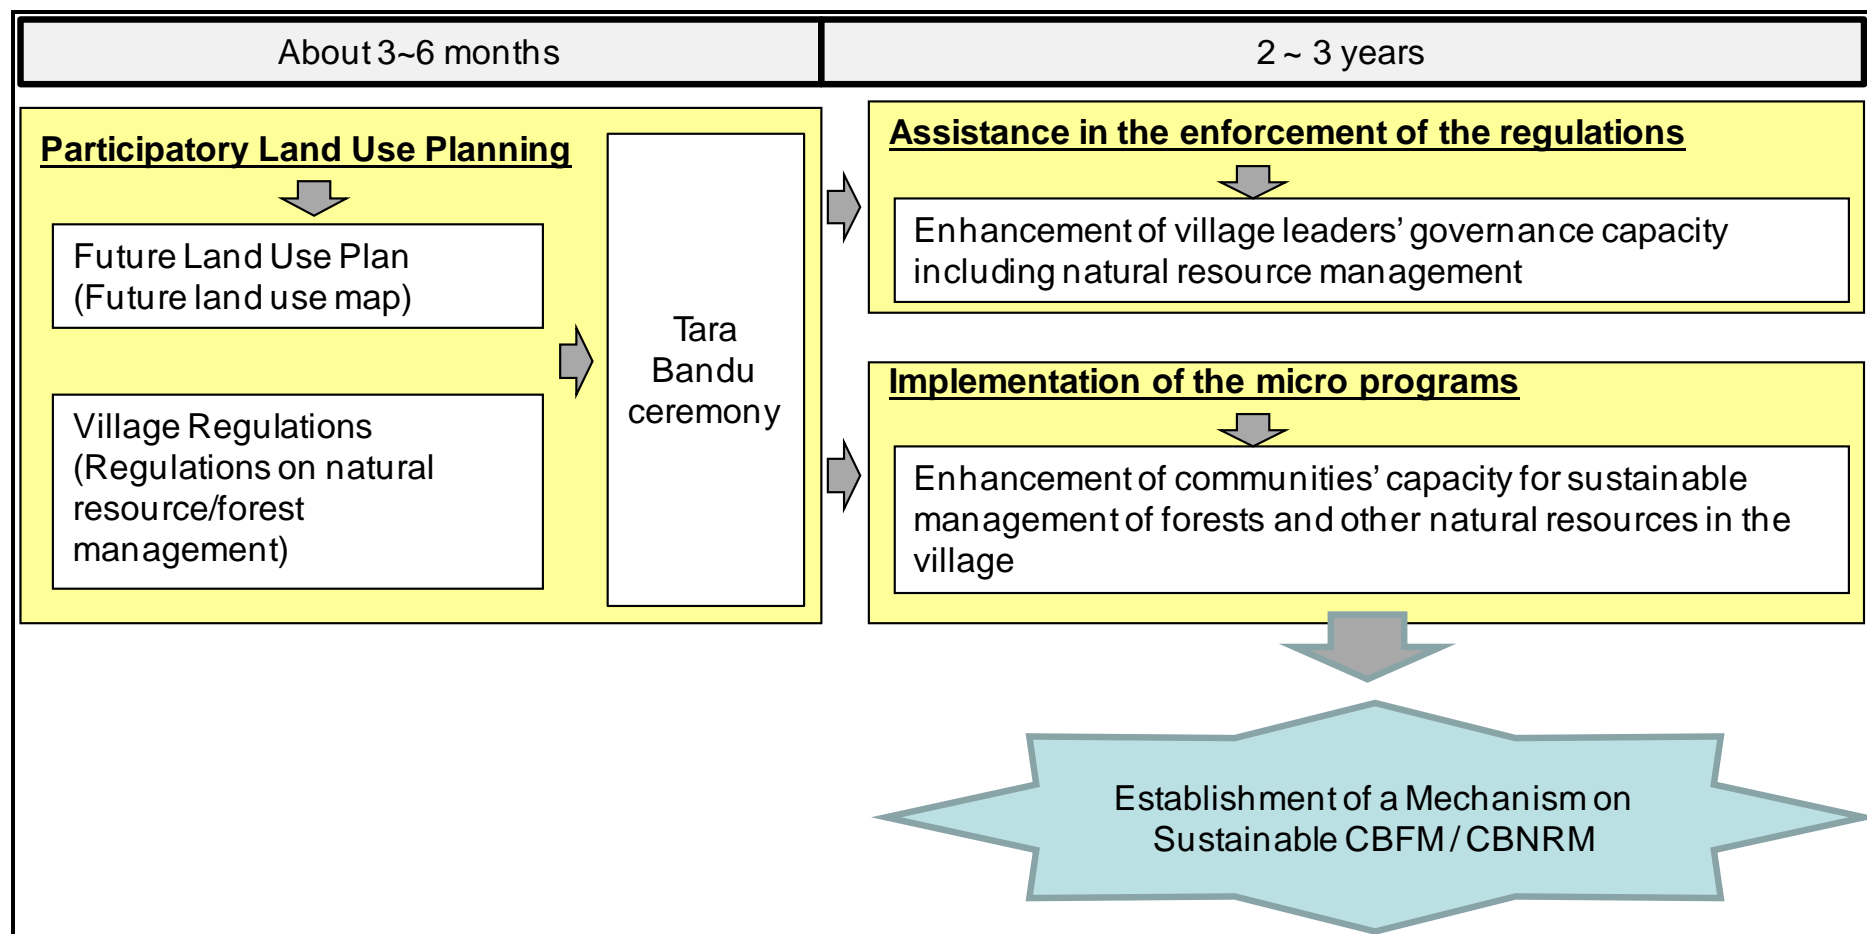 About 3~6 months
2 ~ 3 years
Participatory Land Use Planning
Future Land Use Plan
(Future land use map)
Village Regulations
(Regulations on natural
resource/forest
management)
Tara
Bandu
ceremony
Assistance in the enforcement of the regulations
Enhancement of village leaders’ governance capacity
including natural resource management
Implementation of the micro programs
Enhancement of communities’ capacity for sustainable
management of forests and other natural resources in the
village
Establishment of a Mechanism on
Sustainable CBFM / CBNRM